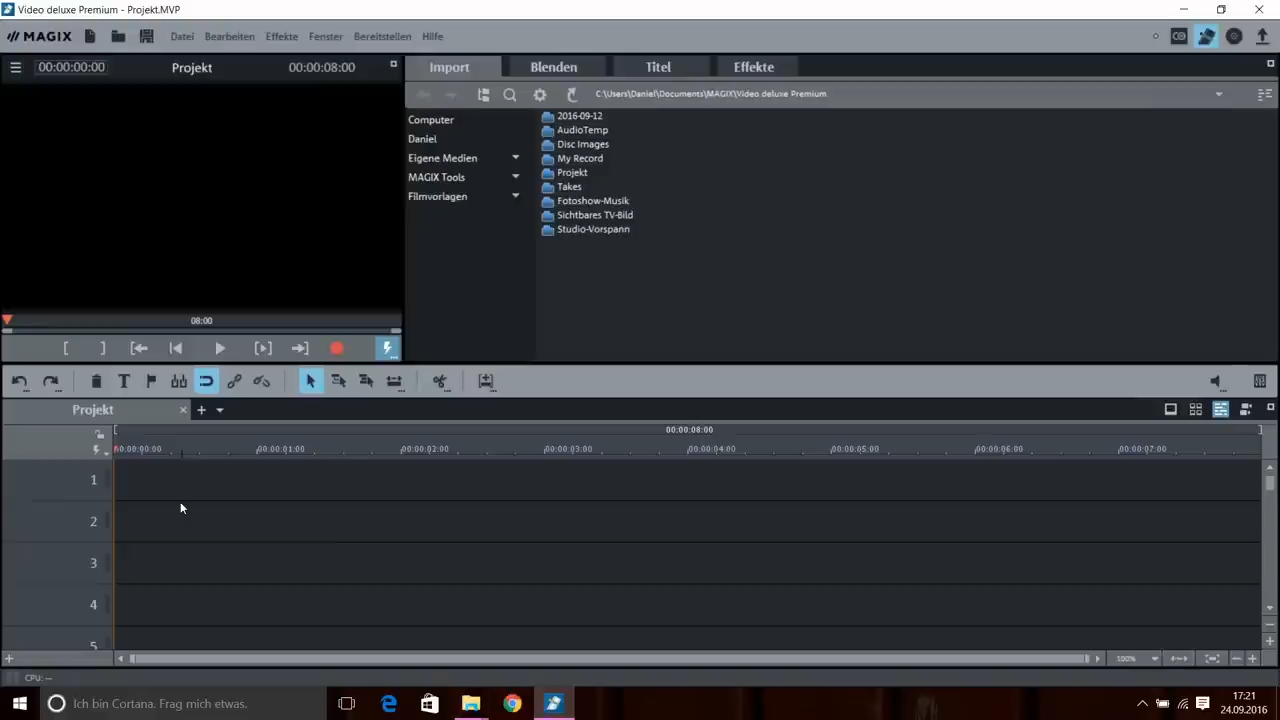 Video deluxe Premium - Projekt.MVP
MAGIX Datei Bearbeiten Effekte Fenster Bereitstellen Hilfe
00:00:00:00 Projekt 00:00:08:00
Import Blenden Titel Effekte
C:\Users\Daniel\Documents\MAGIX\Video deluxe Premium
Computer
Daniel
Eigene Medien
MAGIX Tools
Filmvorlagen
2016-09-12
AudioTemp
Disc Images
My Record
Projekt
Takes
Fotoshow-Musik
Sichtbares TV-Bild
Studio-Vorspann
08:00
Projekt
00:00:08:00
00:00:00:00 00:00:01:00 00:00:02:00 00:00:03:00 00:00:04:00 00:00:05:00 00:00:06:00 00:00:07:00
1
2
3
4
5
100%
CPU: --
Ich bin Cortana. Frag mich etwas.
17:21
24.09.2016